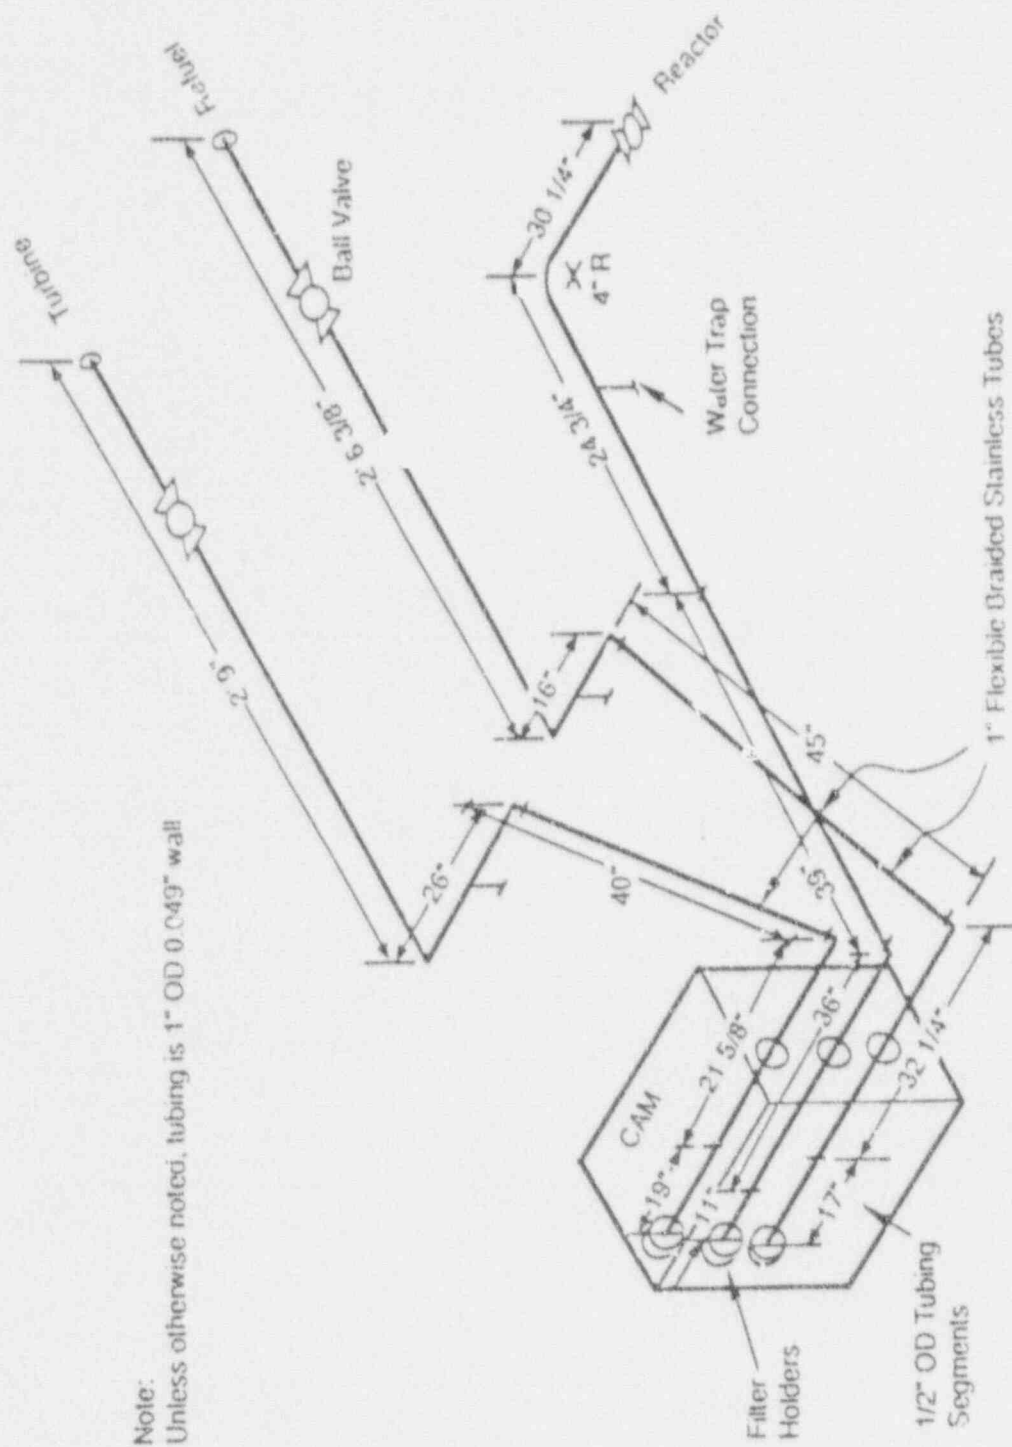 Note:
Unless otherwise noted, tubing is 1" OD 0.049" wall
Turbine
Refuel
Ball Valve
Reactor
2' 9"
2' 6 3/8"
30 1/4"
4" R
24 3/4"
Water Trap
Connection
26"
16"
40"
45"
39"
CAM
21 5/8"
36"
32 1/4"
19"
11"
17"
Filter
Holders
1/2" OD Tubing
Segments
1" Flexible Braided Stainless Tubes